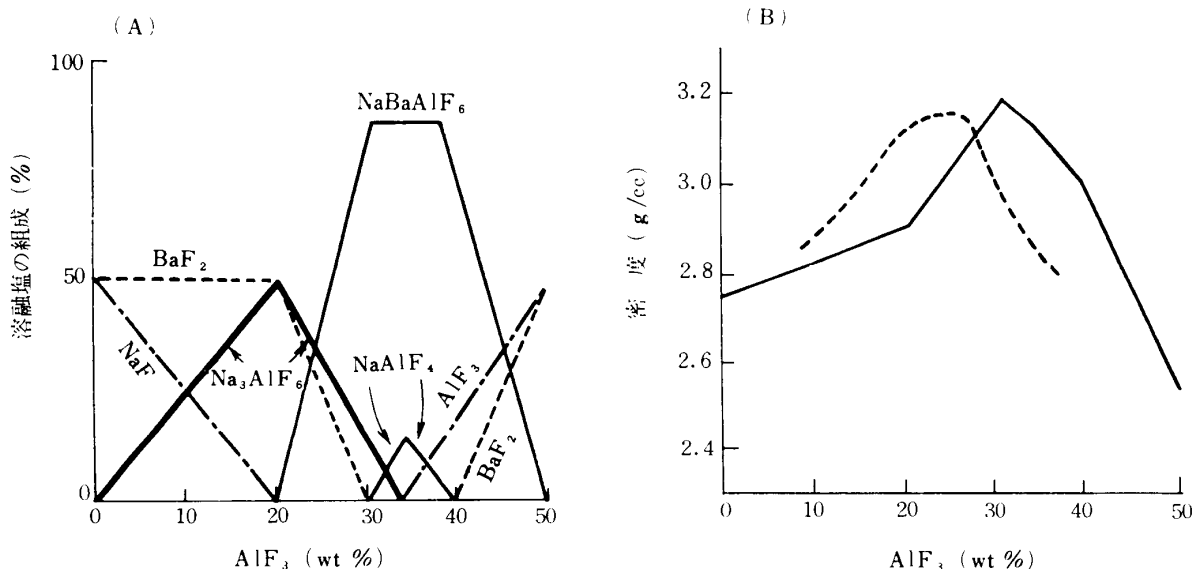 (A)
100
50
0
溶融塩の組成 (%)
BaF₂
NaF
Na₃AlF₆
NaBaAlF₆
NaAlF₄
AlF₃
BaF₂
0 10 20 30 40 50
AlF₃ (wt %)
(B)
3.2
3.0
2.8
2.6
2.4
密度 (g/cc)
0 10 20 30 40 50
AlF₃ (wt %)